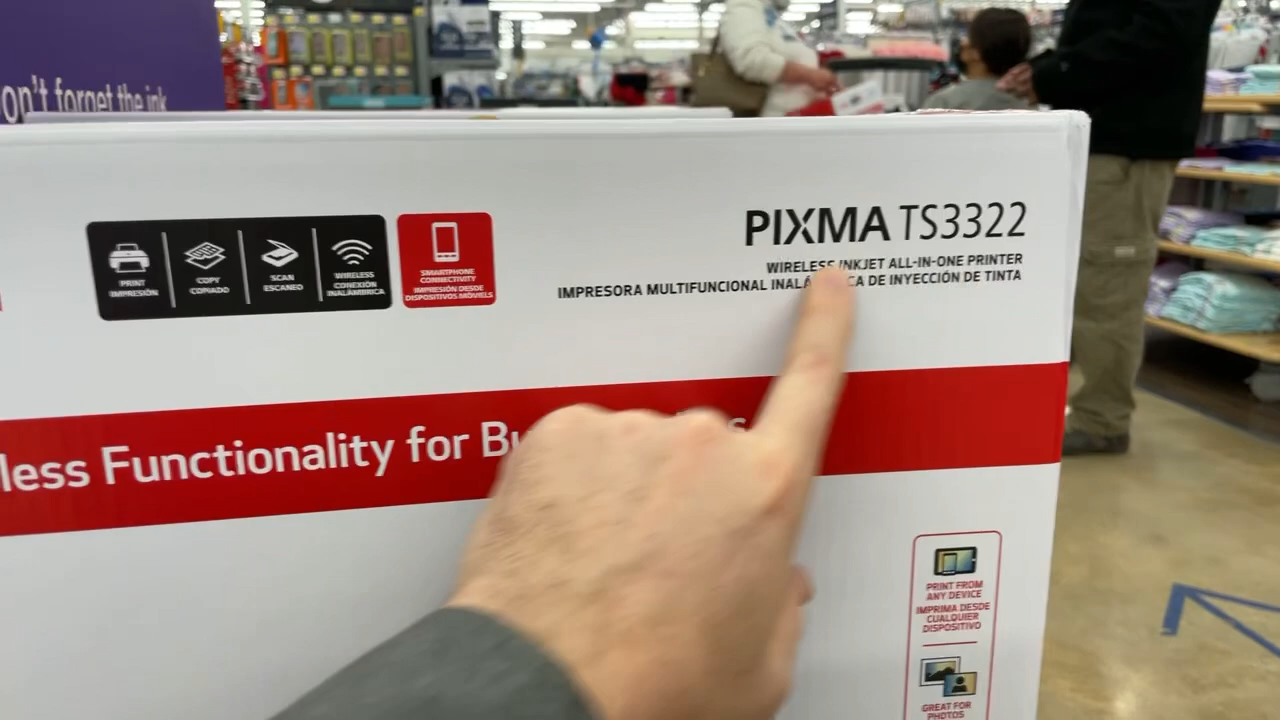 on't forget the ink
PRINT
IMPRESIÓN
COPY
COPIADO
SCAN
ESCANEO
WIRELESS
CONEXIÓN
INALÁMBRICA
SMARTPHONE
CONNECTIVITY
IMPRESIÓN DESDE
DISPOSITIVOS MÓVILES
PIXMA TS3322
WIRELESS INKJET ALL-IN-ONE PRINTER
IMPRESORA MULTIFUNCIONAL INALÁ CA DE INYECCIÓN DE TINTA
less Functionality for Bu
PRINT FROM
ANY DEVICE
IMPRIMA DESDE
CUALQUIER
DISPOSITIVO
GREAT FOR
PHOTOS